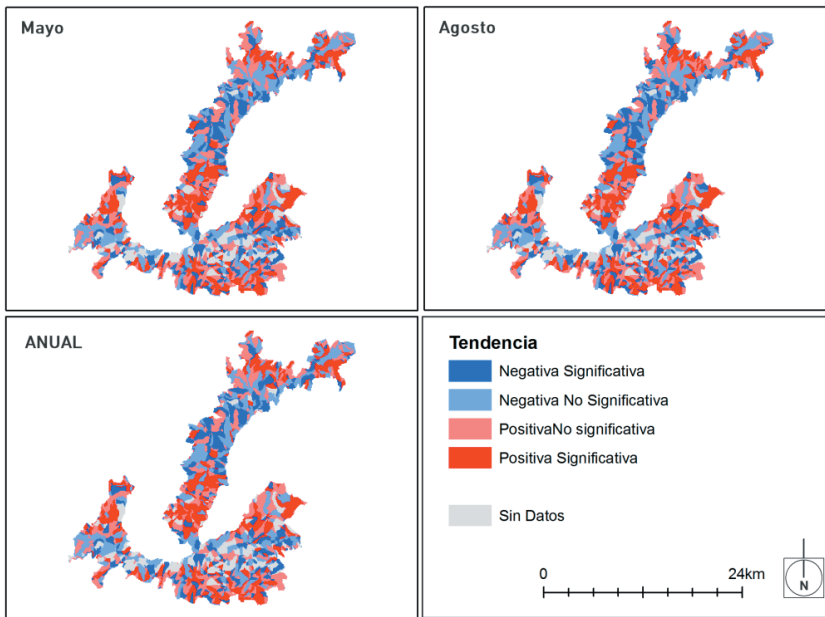 Mayo
Agosto
ANUAL
Tendencia
Negativa Significativa
Negativa No Significativa
PositivaNo significativa
Positiva Significativa
Sin Datos
0 24km
N